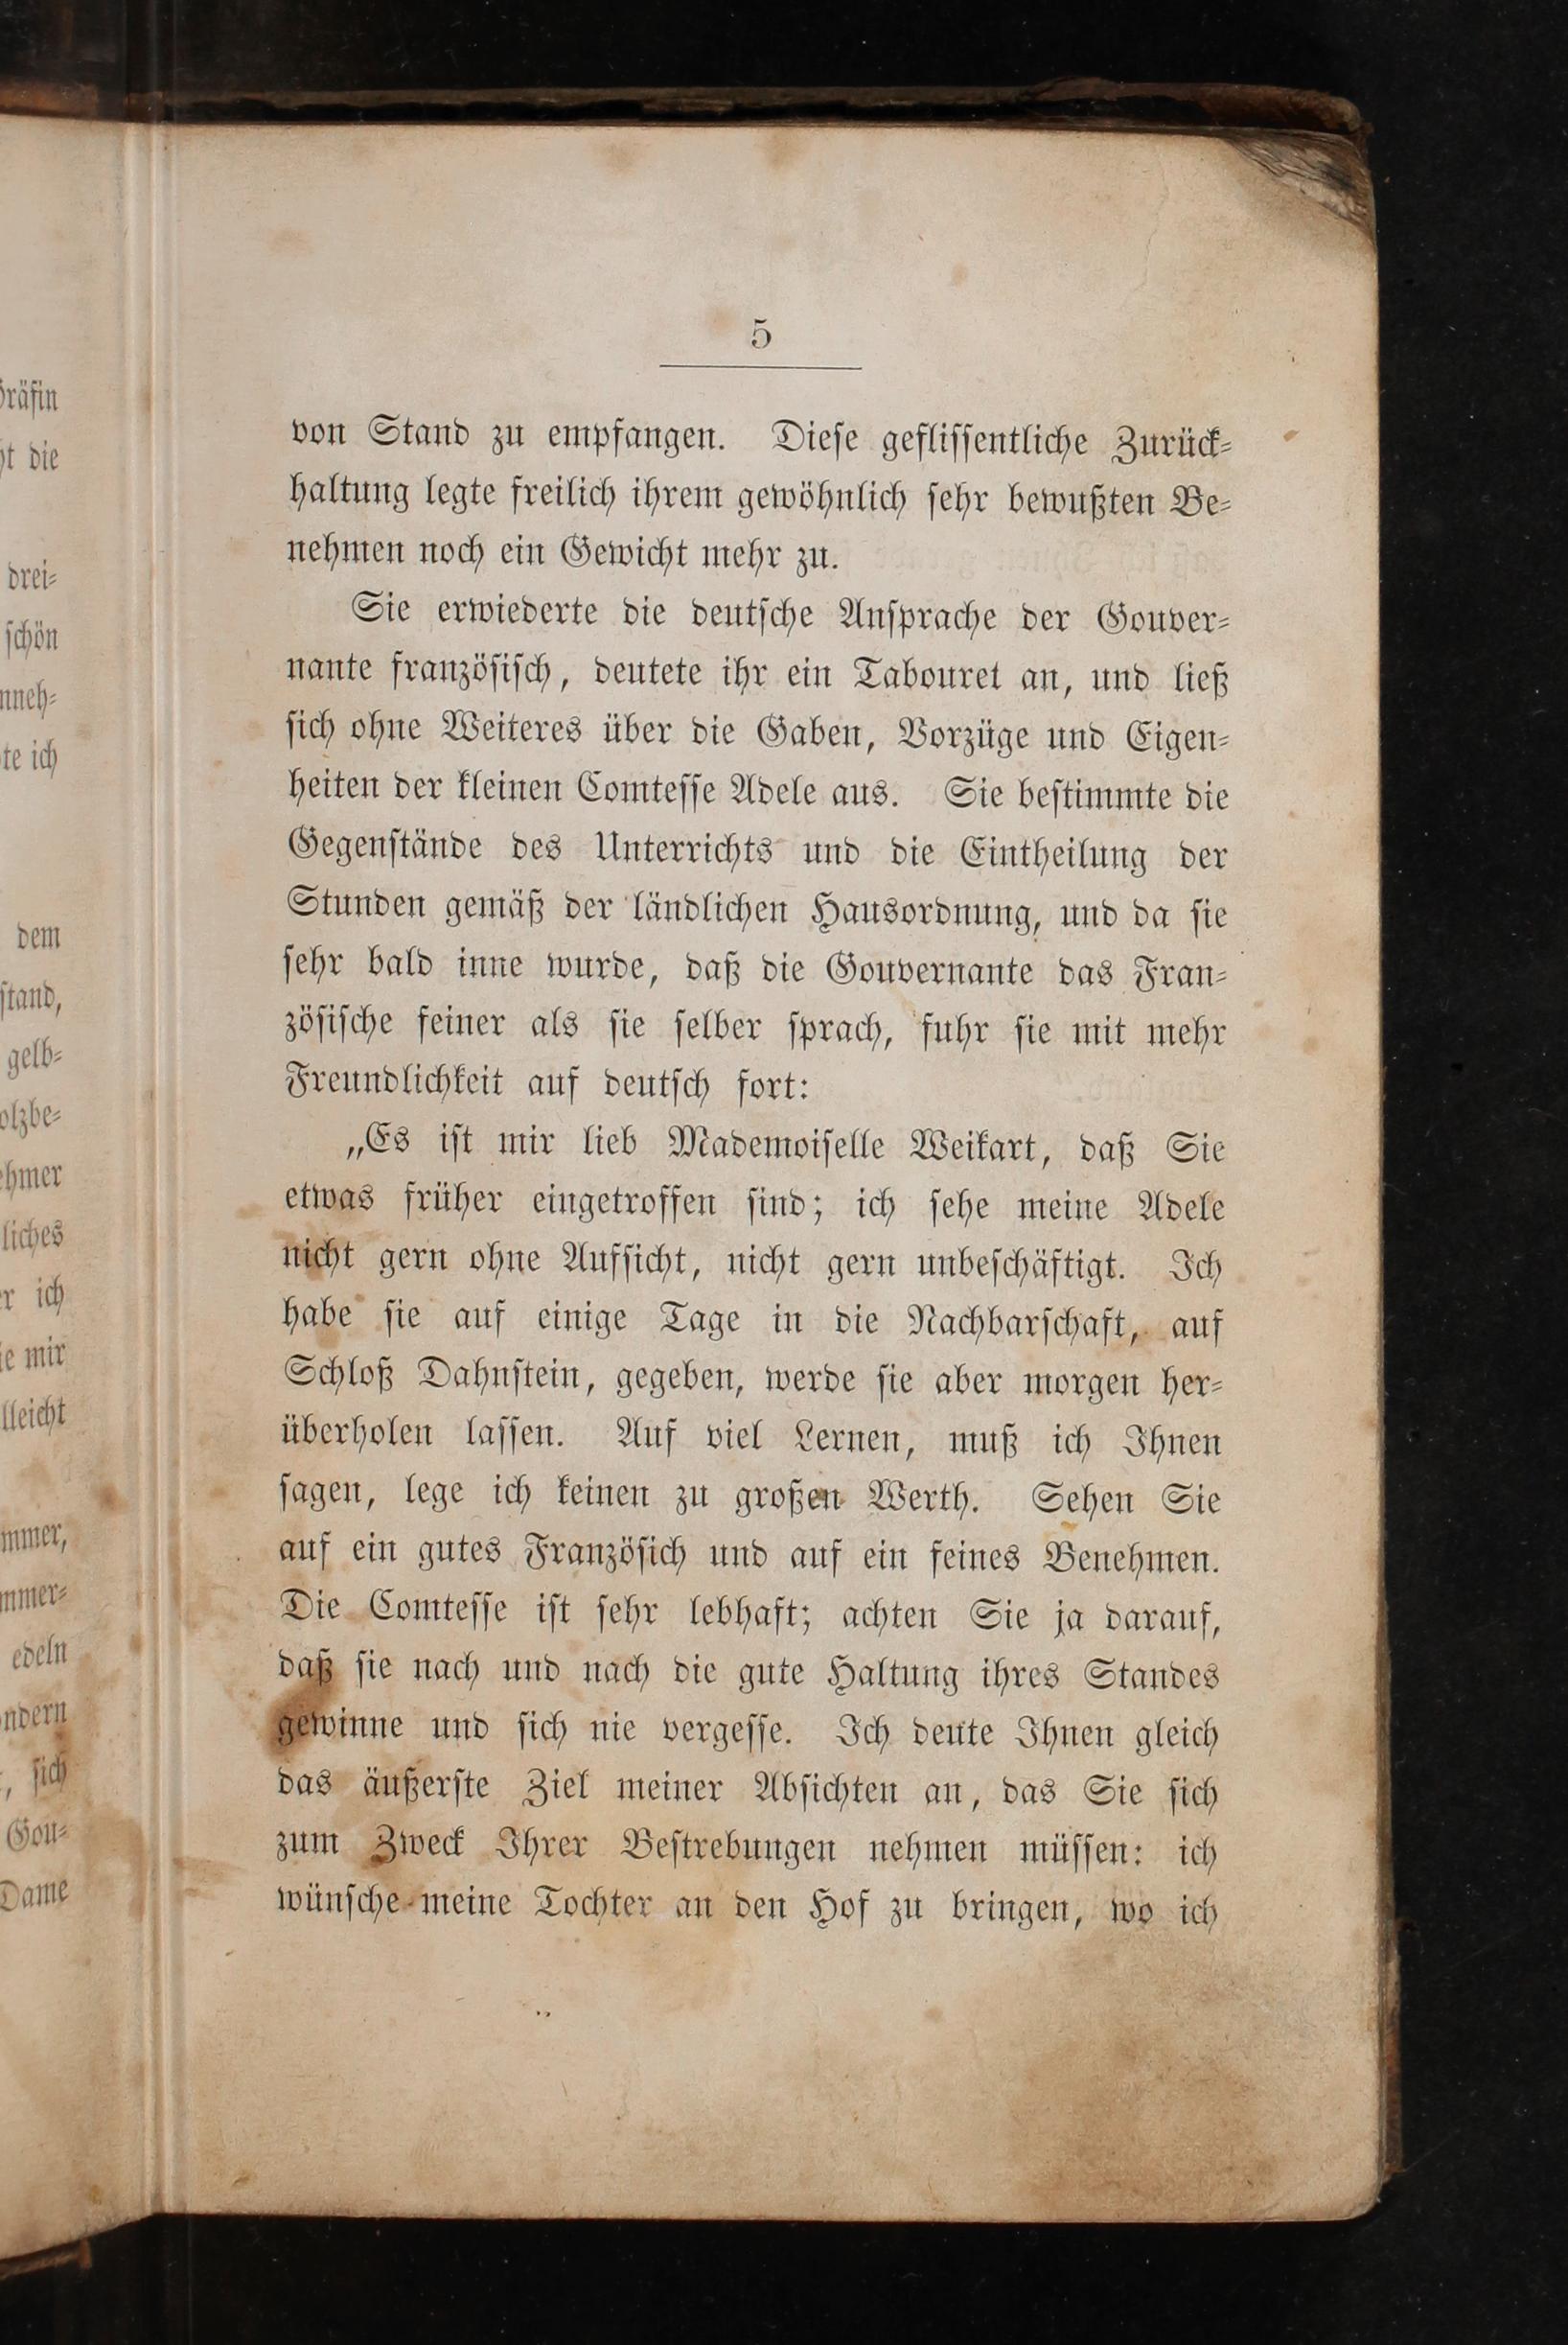 5
von Stand zu empfangen. Dieſe gefliſſentliche Zurück⸗
haltung legte freilich ihrem gewöhnlich ſehr bewußten Be⸗
nehmen noch ein Gewicht mehr zu.
Sie erwiederte die deutſche Anſprache der Gouver⸗
nante franzöſiſch, deutete ihr ein Tabouret an, und ließ
ſich ohne Weiteres über die Gaben, Vorzüge und Eigen⸗
heiten der kleinen Comteſſe Adele aus. Sie beſtimmte die
Gegenſtände des Unterrichts und die Eintheilung der
Stunden gemäß der ländlichen Hausordnung, und da ſie
ſehr bald inne wurde, daß die Gouvernante das Fran⸗
zöſiſche feiner als ſie ſelber ſprach, fuhr ſie mit mehr
Freundlichkeit auf deutſch fort:
„Es iſt mir lieb Mademoiſelle Weikart, daß Sie
etwas früher eingetroffen ſind; ich ſehe meine Adele
nicht gern ohne Aufſicht, nicht gern unbeſchäftigt. Ich
habe ſie auf einige Tage in die Nachbarſchaft, auf
Schloß Dahnſtein, gegeben, werde ſie aber morgen her⸗
überholen laſſen. Auf viel Lernen, muß ich Ihnen
ſagen, lege ich keinen zu großen Werth. Sehen Sie
auf ein gutes Franzöſich und auf ein feines Benehmen.
Die Comteſſe iſt ſehr lebhaft; achten Sie ja darauf,
daß ſie nach und nach die gute Haltung ihres Standes
gewinne und ſich nie vergeſſe. Ich deute Ihnen gleich
das äußerſte Ziel meiner Abſichten an, das Sie ſich
zum Zweck Ihrer Beſtrebungen nehmen müſſen: ich
wünſche meine Tochter an den Hof zu bringen, wo ich